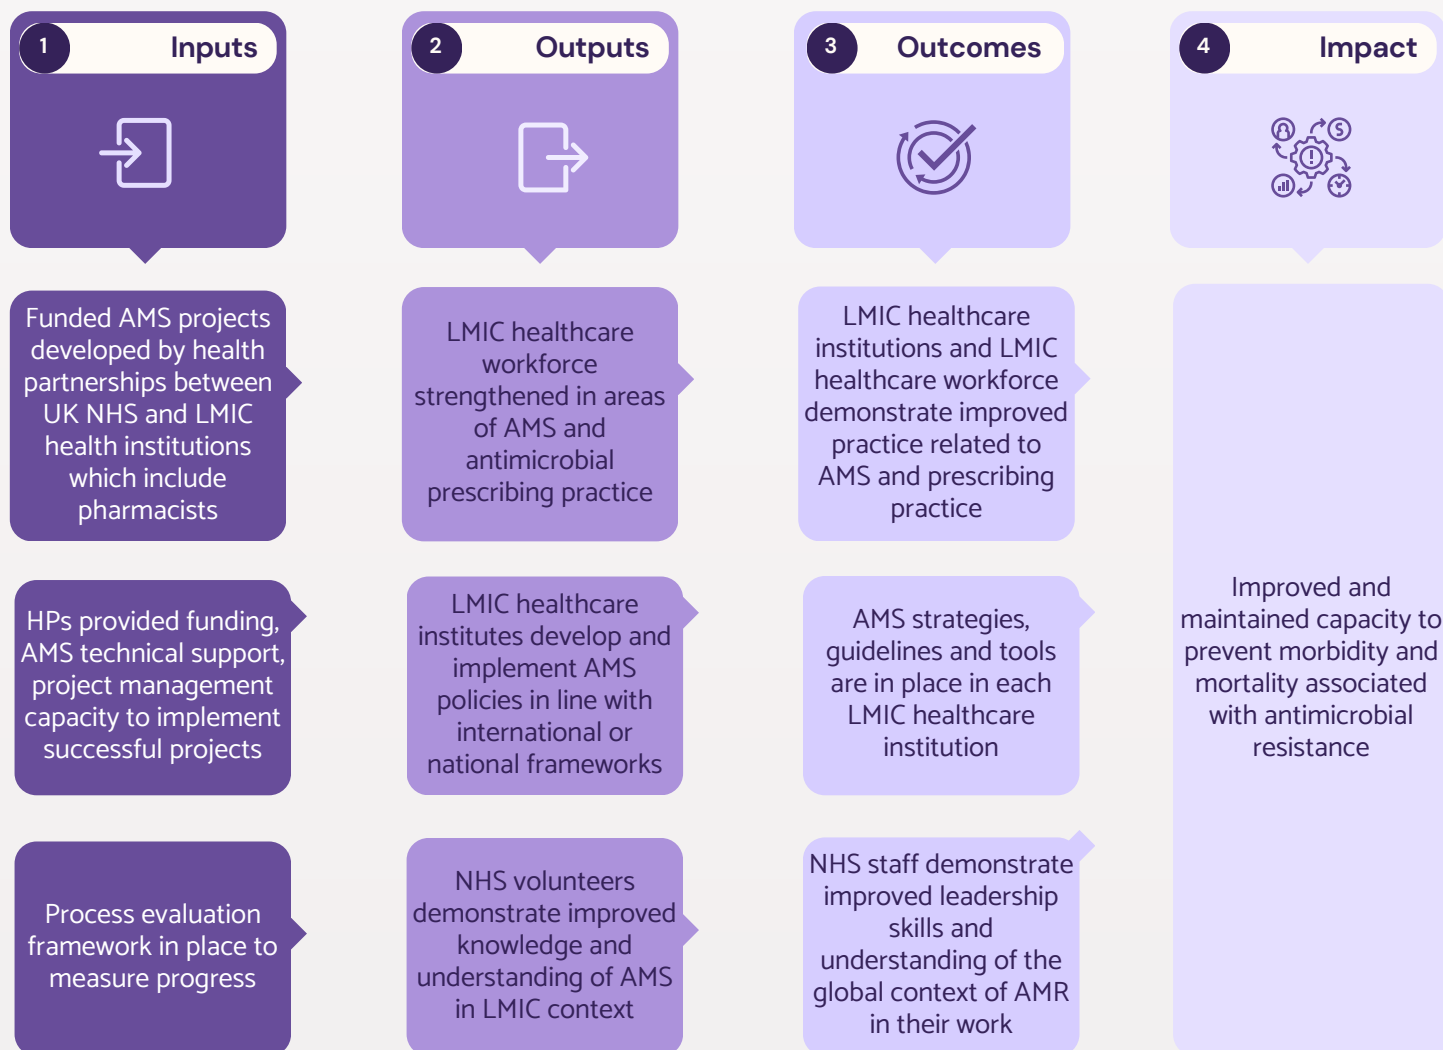 1
Inputs
2
Outputs
3
Outcomes
4
Impact
Funded AMS projects
developed by health
partnerships between
UK NHS and LMIC
health institutions
which include
pharmacists
LMIC healthcare
workforce
strengthened in areas
of AMS and
antimicrobial
prescribing practice
LMIC healthcare
institutions and LMIC
healthcare workforce
demonstrate improved
practice related to
AMS and prescribing
practice
HPs provided funding,
AMS technical support,
project management
capacity to implement
successful projects
LMIC healthcare
institutes develop and
implement AMS
policies in line with
international or
national frameworks
AMS strategies,
guidelines and tools
are in place in each
LMIC healthcare
institution
Improved and
maintained capacity to
prevent morbidity and
mortality associated
with antimicrobial
resistance
Process evaluation
framework in place to
measure progress
NHS volunteers
demonstrate improved
knowledge and
understanding of AMS
in LMIC context
NHS staff demonstrate
improved leadership
skills and
understanding of the
global context of AMR
in their work